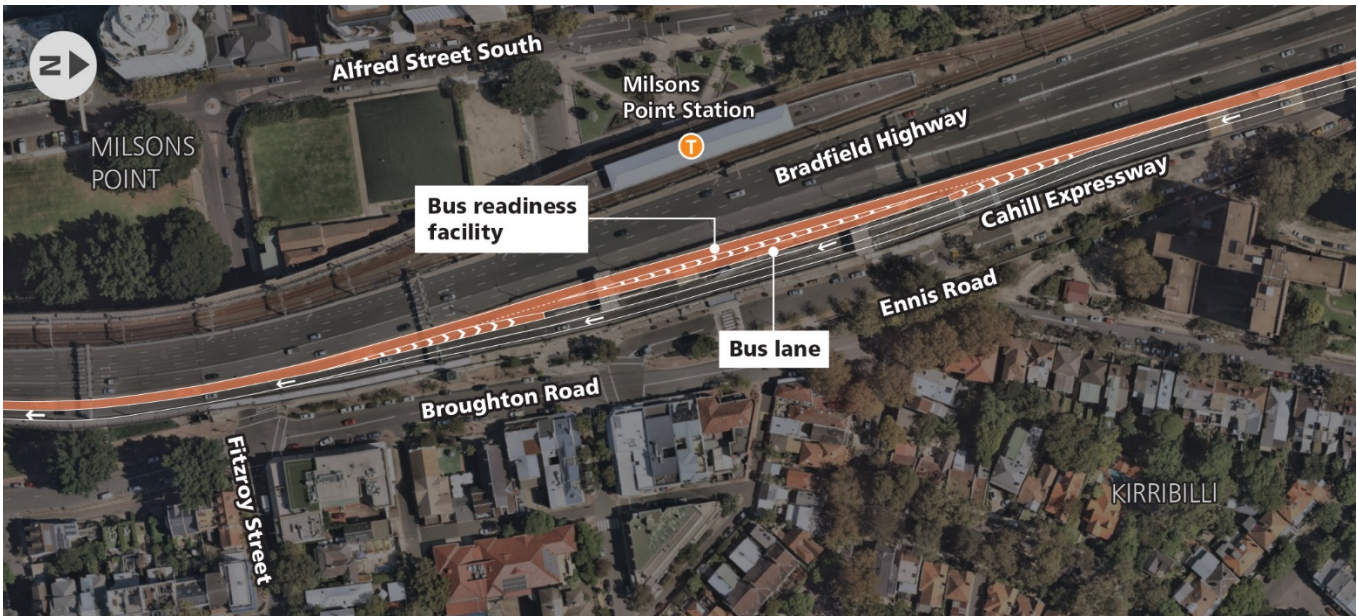 N
Alfred Street South
Milsons
Point Station
T
MILSONS
POINT
Bradfield Highway
Bus readiness
facility
Cahill Expressway
Ennis Road
Bus lane
Broughton Road
Fitzroy Street
KIRRIBILLI